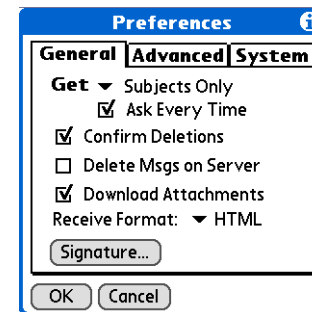 Preferences
General Advanced System
Get Subjects Only
Ask Every Time
Confirm Deletions
Delete Msgs on Server
Download Attachments
Receive Format: HTML
Signature...
OK Cancel